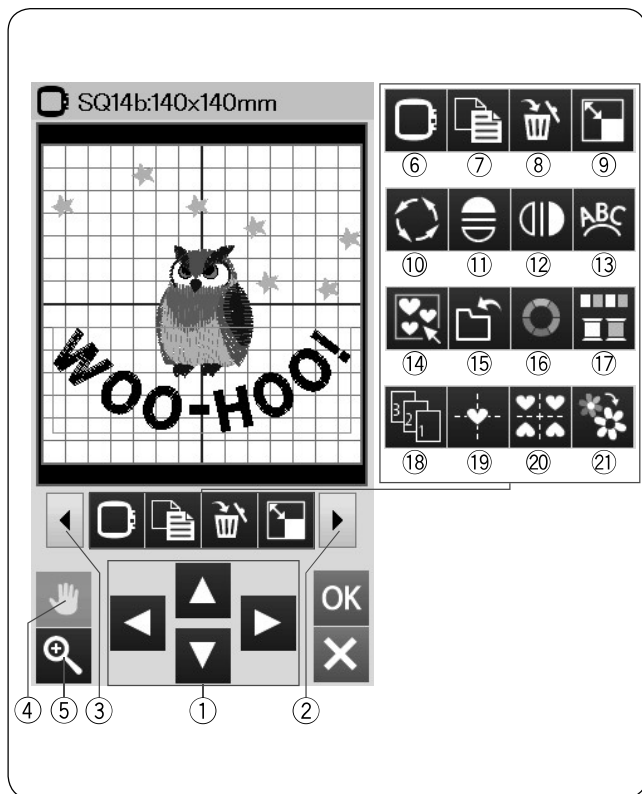 SQ14b:140x140mm
⑥ ⑦ ⑧ ⑨
ABC
⑩ ⑪ ⑫ ⑬
⑭ ⑮ ⑯ ⑰
3 2 1
⑱ ⑲ ⑳ ㉑
WOO-HOO!
OK
④ ⑤ ③ ① ②